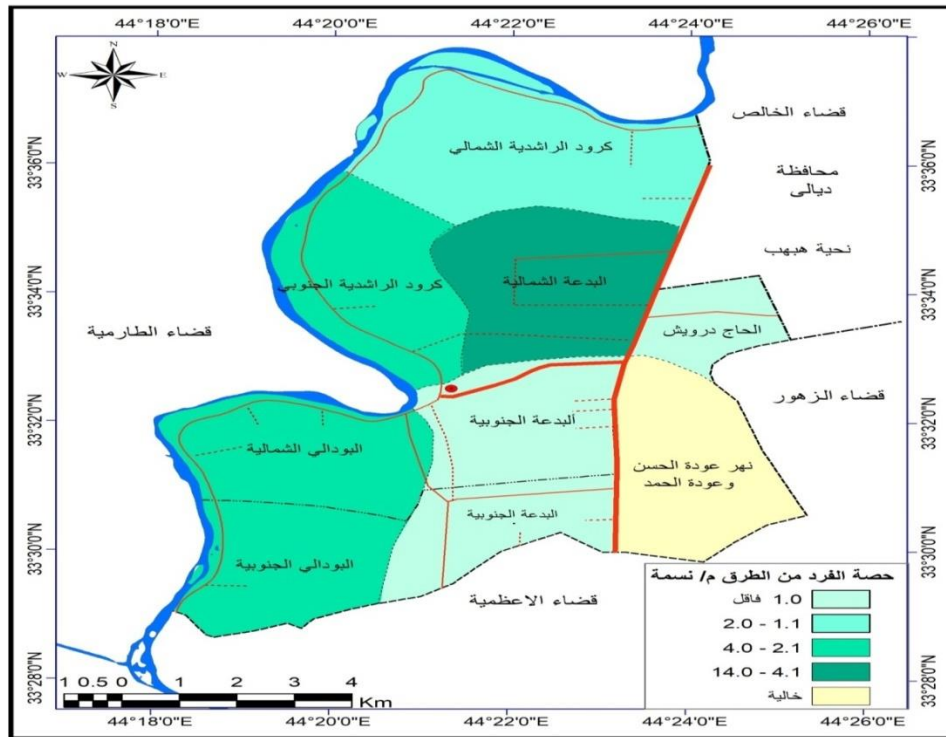 44°18'0"E 44°20'0"E 44°22'0"E 44°24'0"E 44°26'0"E
N
W E
S
33°36'0"N
33°34'0"N
33°32'0"N
33°30'0"N
33°28'0"N
قضاء الخالص
محافظة
ديالى
نحية هبهب
كرود الراشدية الشمالي
كرود الراشدية الجنوبي
البدعة الشمالية
الحاج درويش
قضاء الطارمية
قضاء الزهور
البدعة الجنوبية
البودالي الشمالية
نهر عودة الحسن
وعودة الحمد
البدعة الجنوبية
البودالي الجنوبية
قضاء الاعظمية
حصة الفرد من الطرق م/ نسمة
1.0 فاقل
2.0 - 1.1
4.0 - 2.1
14.0 - 4.1
خالية
1 0.5 0 1 2 3 4
Km
33°36'0"N
33°34'0"N
33°32'0"N
33°30'0"N
33°28'0"N
44°18'0"E 44°20'0"E 44°22'0"E 44°24'0"E 44°26'0"E